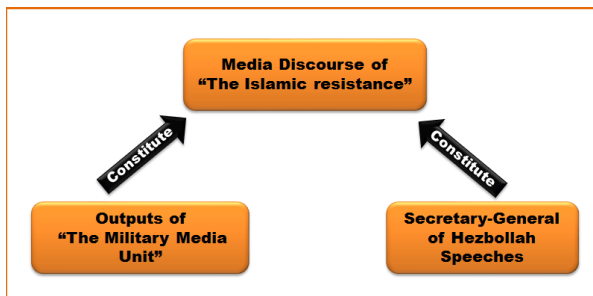 Media Discourse of
“The Islamic resistance”
Constitute
Constitute
Outputs of
“The Military Media
Unit”
Secretary-General
of Hezbollah
Speeches